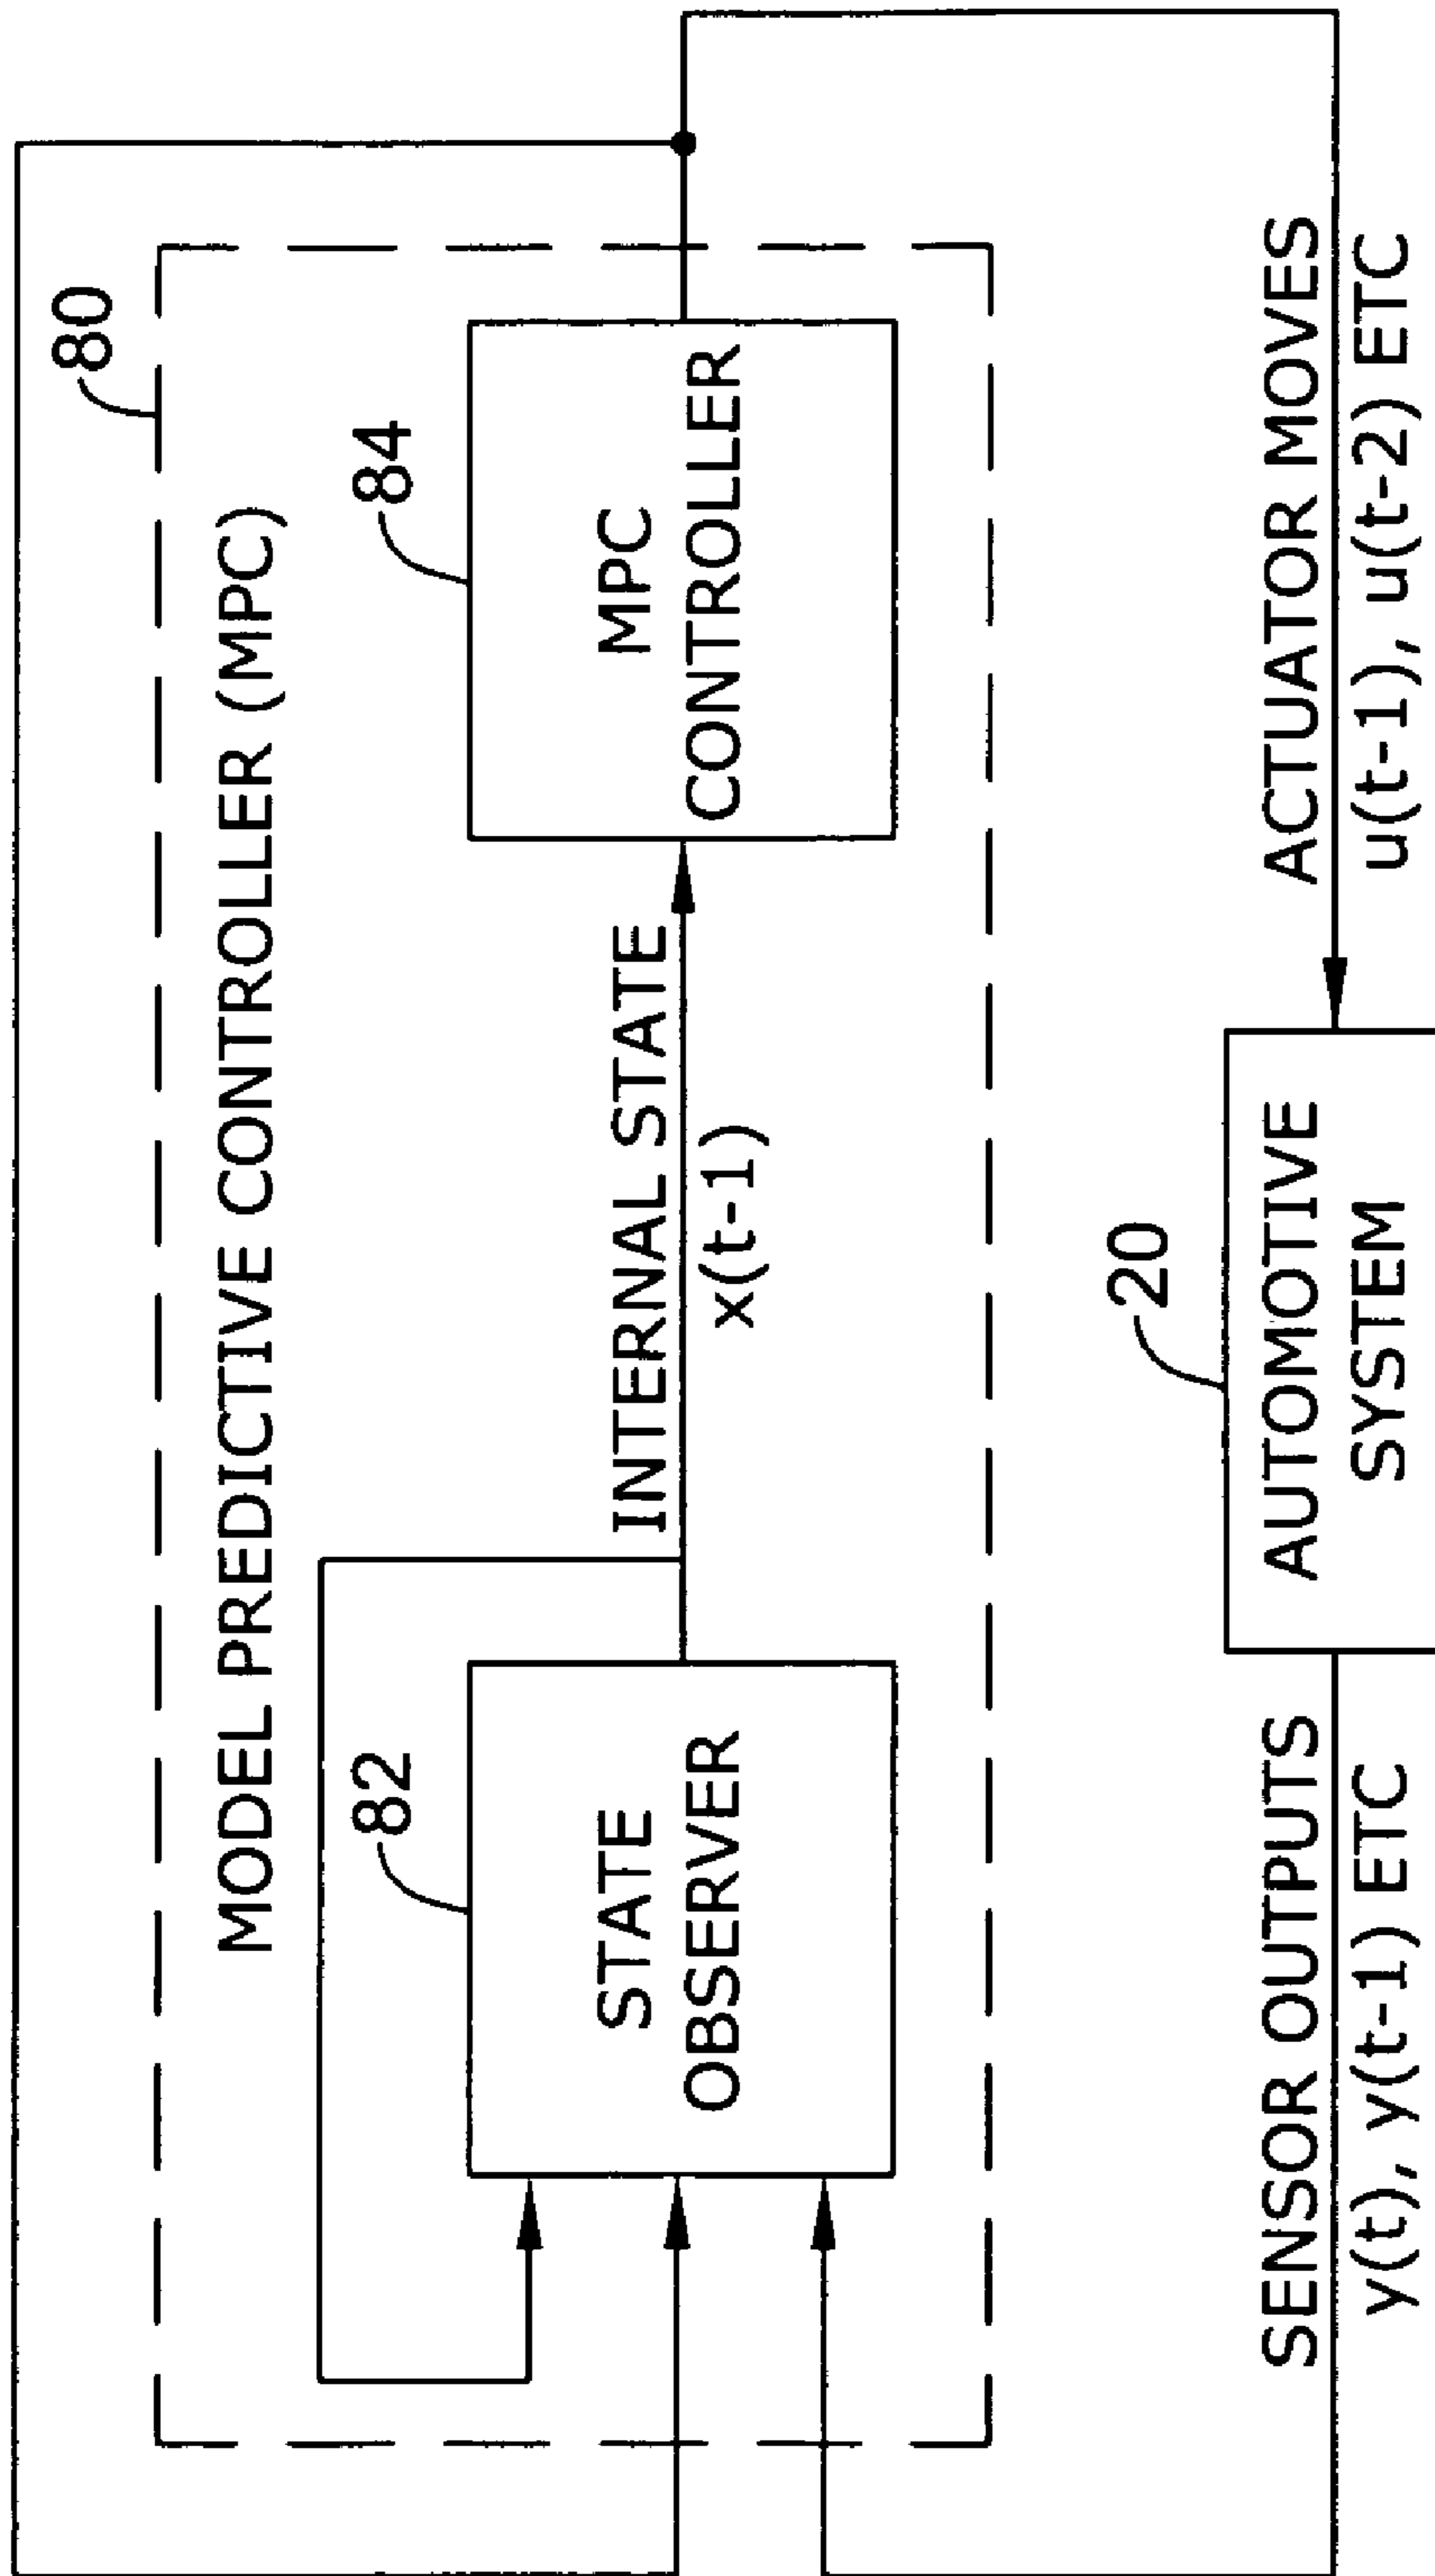 80
MODEL PREDICTIVE CONTROLLER (MPC)
82
84
STATE
OBSERVER
INTERNAL STATE
x(t-1)
MPC
CONTROLLER
20
SENSOR OUTPUTS
y(t), y(t-1) ETC
AUTOMOTIVE
SYSTEM
ACTUATOR MOVES
u(t-1), u(t-2) ETC